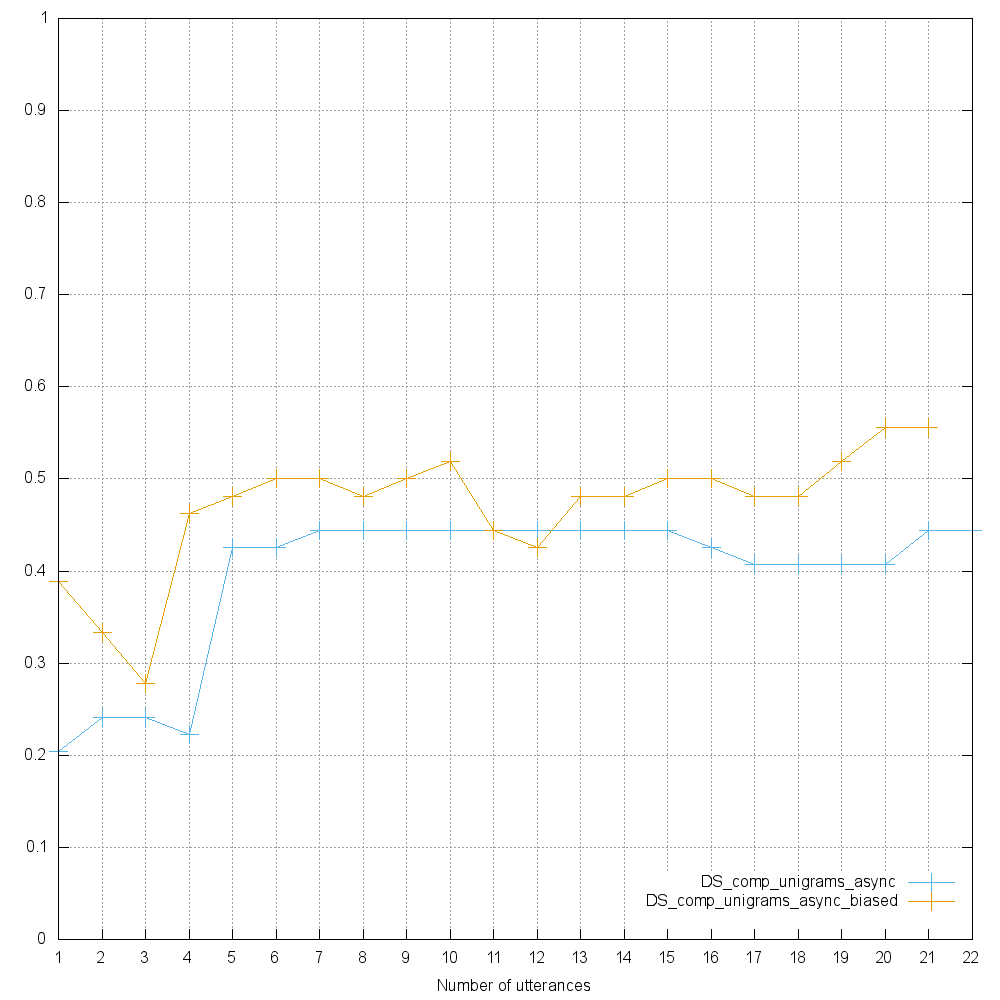 1
0.9
0.8
0.7
0.6
0.5
0.4
0.3
0.2
0.1
0
1 2 3 4 5 6 7 8 9 10 11 12 13 14 15 16 17 18 19 20 21 22
Number of utterances
DS_comp_unigrams_async
DS_comp_unigrams_async_biased